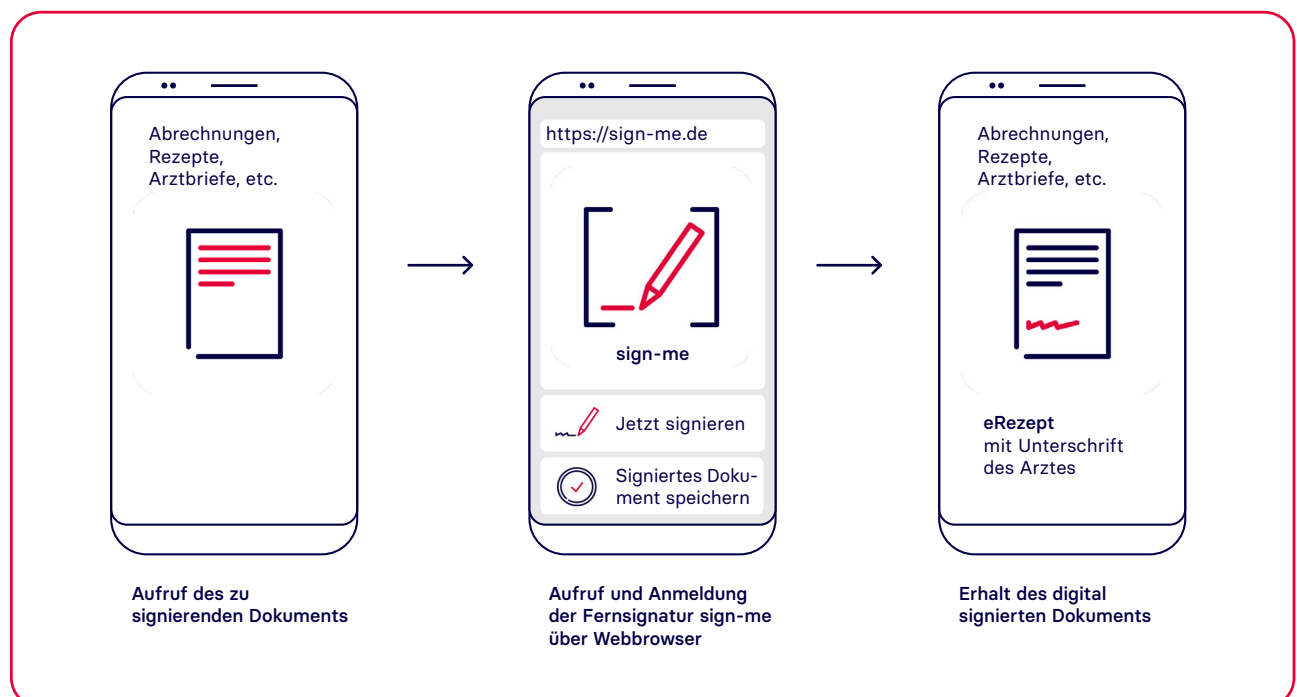 Abrechnungen,
Rezepte,
Arztbriefe, etc.
Aufruf des zu
signierenden Dokuments
https://sign-me.de
sign-me
Jetzt signieren
Signiertes Doku-
ment speichern
Aufruf und Anmeldung
der Fernsignatur sign-me
über Webbrowser
Abrechnungen,
Rezepte,
Arztbriefe, etc.
eRezept
mit Unterschrift
des Arztes
Erhalt des digital
signierten Dokuments